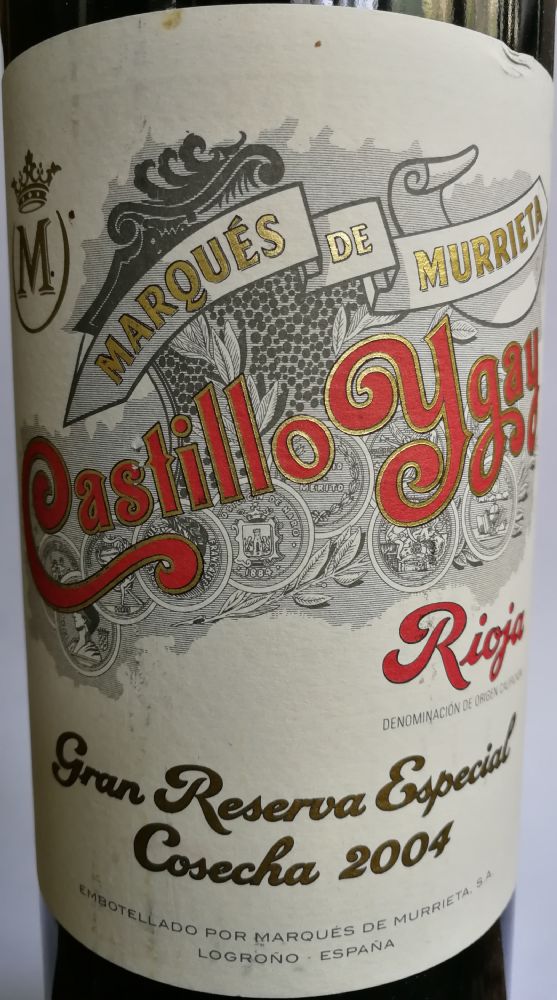 M.
MARQUÉS DE MURRIETA
Castillo Ygay
MERITO
Rioja
DENOMINACIÓN DE ORIGEN CALIFICADA
Gran Reserva Especial
Cosecha 2004
EMBOTELLADO POR MARQUÉS DE MURRIETA, S.A.
LOGROÑO - ESPAÑA